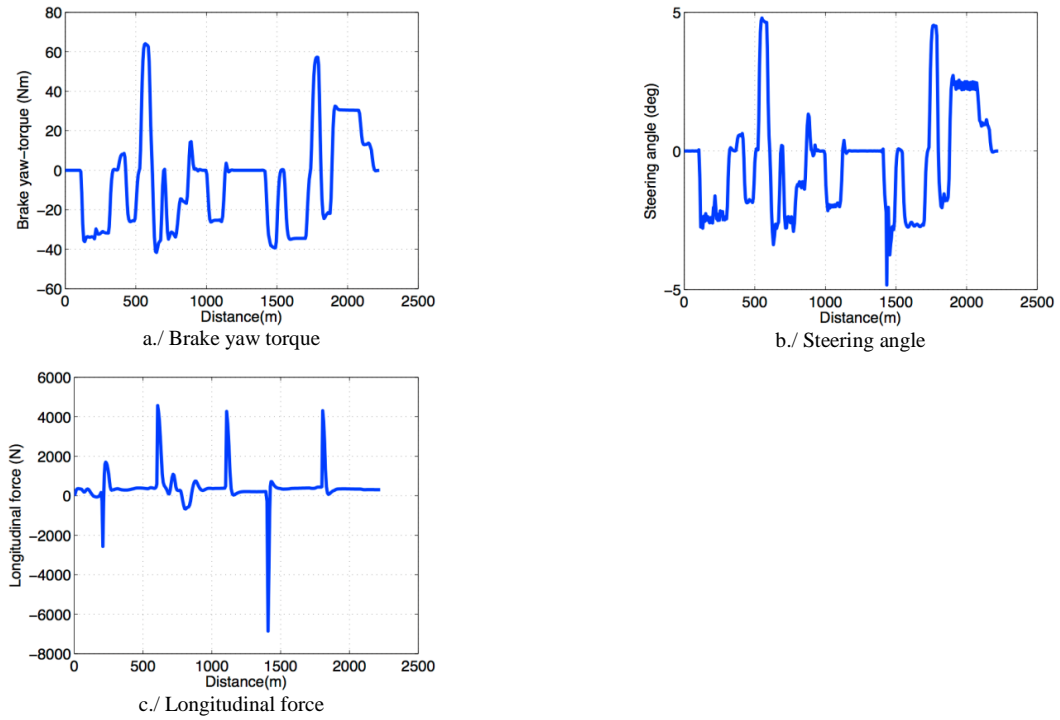 80
60
40
20
0
−20
−40
−60
Brake yaw−torque (Nm)
0 500 1000 1500 2000 2500
Distance(m)
a./ Brake yaw torque
5
0
−5
Steering angle (deg)
0 500 1000 1500 2000 2500
Distance(m)
b./ Steering angle
6000
4000
2000
0
−2000
−4000
−6000
−8000
Longitudinal force (N)
0 500 1000 1500 2000 2500
Distance(m)
c./ Longitudinal force